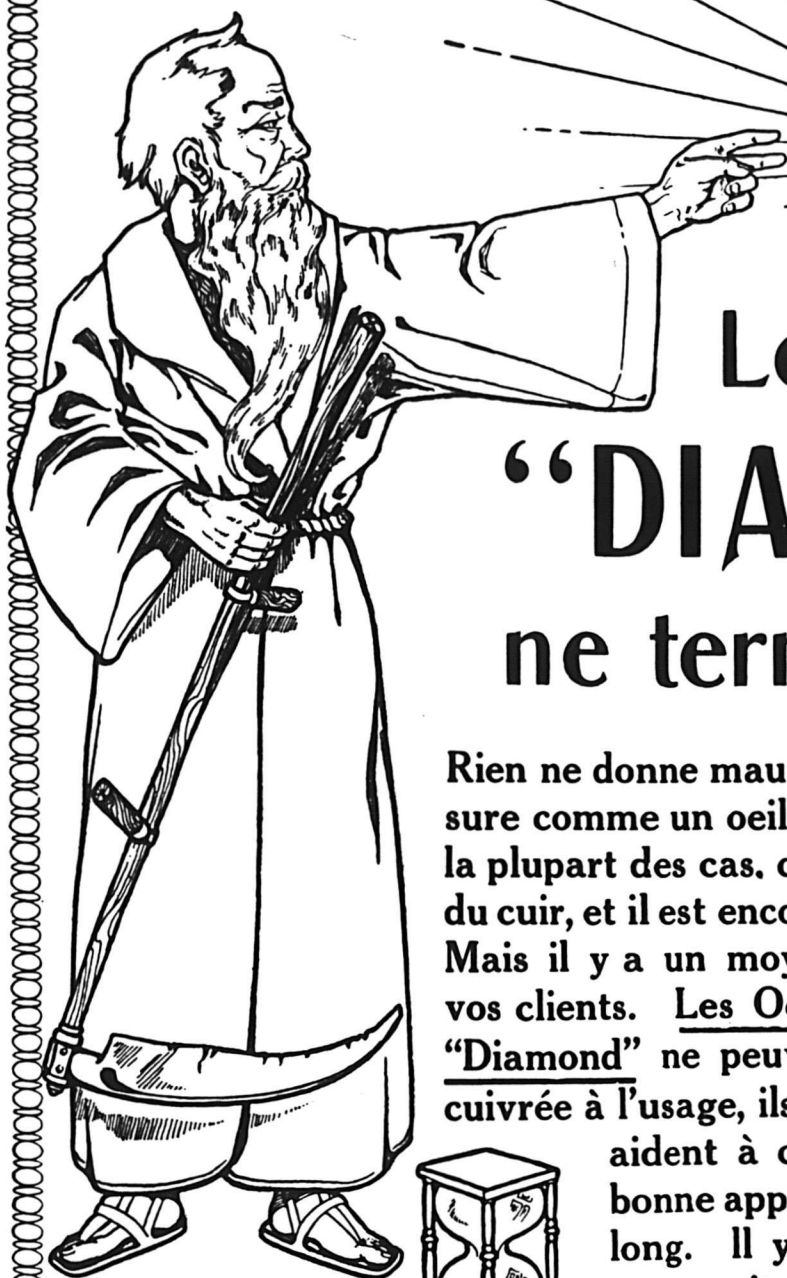 Le
“DIA
ne ter
Rien ne donne mau
sure comme un oeil
la plupart des cas. c
du cuir, et il est enco
Mais il y a un moy
vos clients. Les O
“Diamond” ne peu
cuivrée à l’usage, ils
aident à c
bonne app
long. Il y